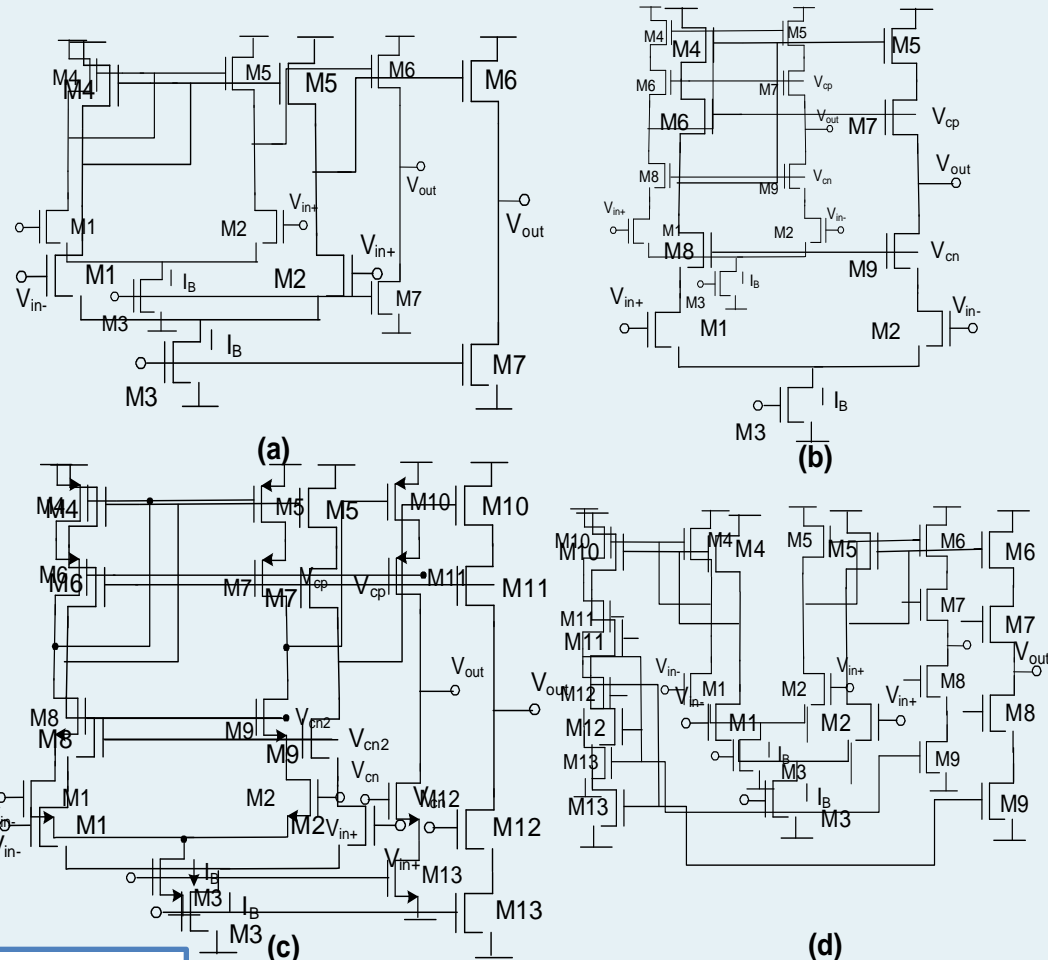 M4 M5 M6
M4 M5 M6
Vout
Vin+
M1 M2
Vout
M1 M2 Vin+
Vin- IB M7
M3
IB M7
M3
(a)
M4 M5
M4 M5
M6 M7 Vcp
M6 Vout M7 Vcp
Vout
M8 M9 Vcn
Vin+ M1 M2 Vin-
M8 M9 Vcn
IB
M3
Vin+ M1 M2 Vin-
IB
M3
(b)
M4 M5 M10
M4 M5 M10
M6 M7 Vcp Vcp M11
M6 M7 M11
Vout
M8 M9 Vcn2
M8 M9 Vcn2
Vcn
M1 M2 M12 Vcn
in- M1 M2 Vin+ M12
Vin- Vin+
IB M13
M3
IB M13
M3
(c)
M10 M4 M5 M6
M10 M4 M5 M6
M11 M7
M11 M7
Vout
Vin- Vin+
Vout M12 M1 M2 M8
Vin- Vin+
M12 M1 M2 M8
IB
M13 M3 M9
M13 IB M9
M3
(d)